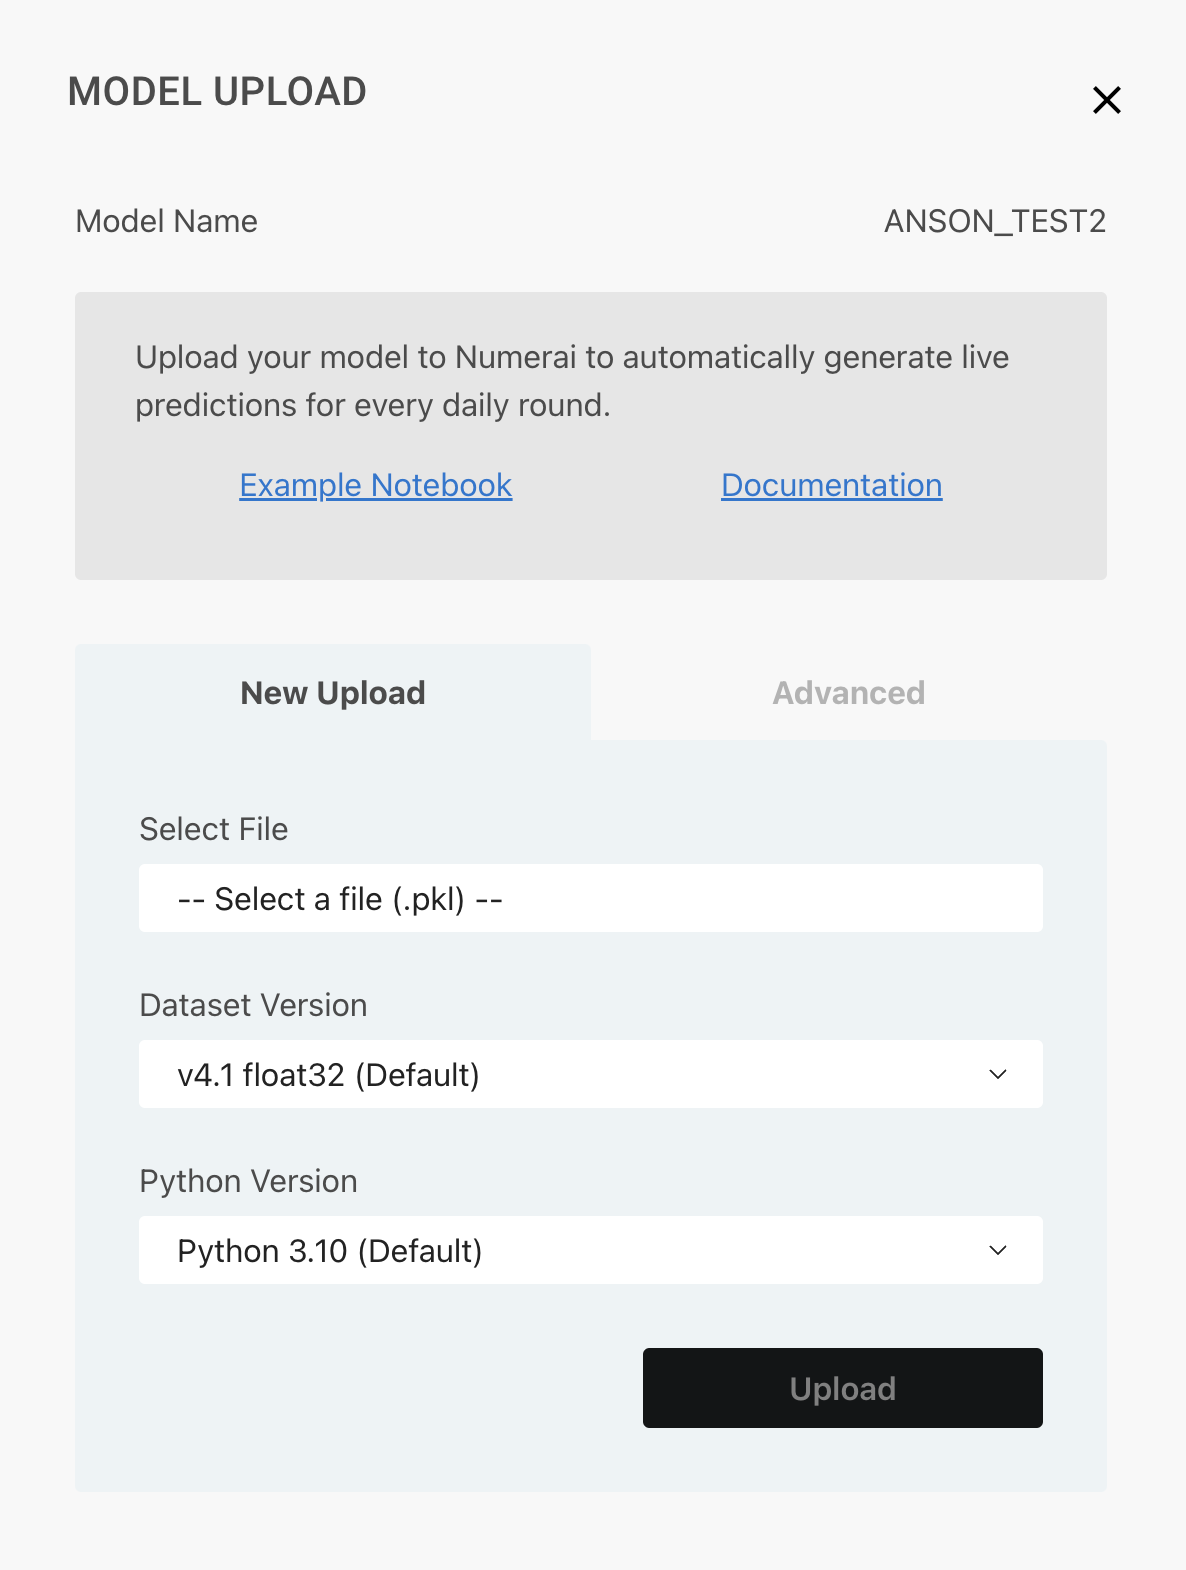 MODEL UPLOAD
Model Name
ANSON_TEST2
Upload your model to Numerai to automatically generate live
predictions for every daily round.
Example Notebook
Documentation
New Upload
Advanced
Select File
-- Select a file (.pkl) --
Dataset Version
v4.1 float32 (Default)
Python Version
Python 3.10 (Default)
Upload